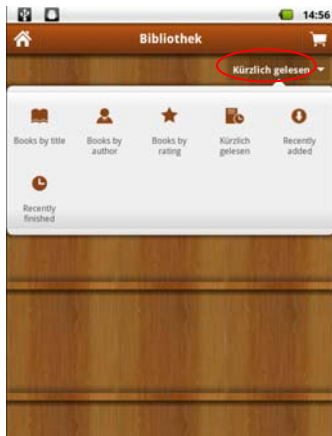 14:56
Bibliothek
Kürzlich gelesen
Books by title
Books by
author
Books by
rating
Kürzlich
gelesen
Recently
added
Recently
finished